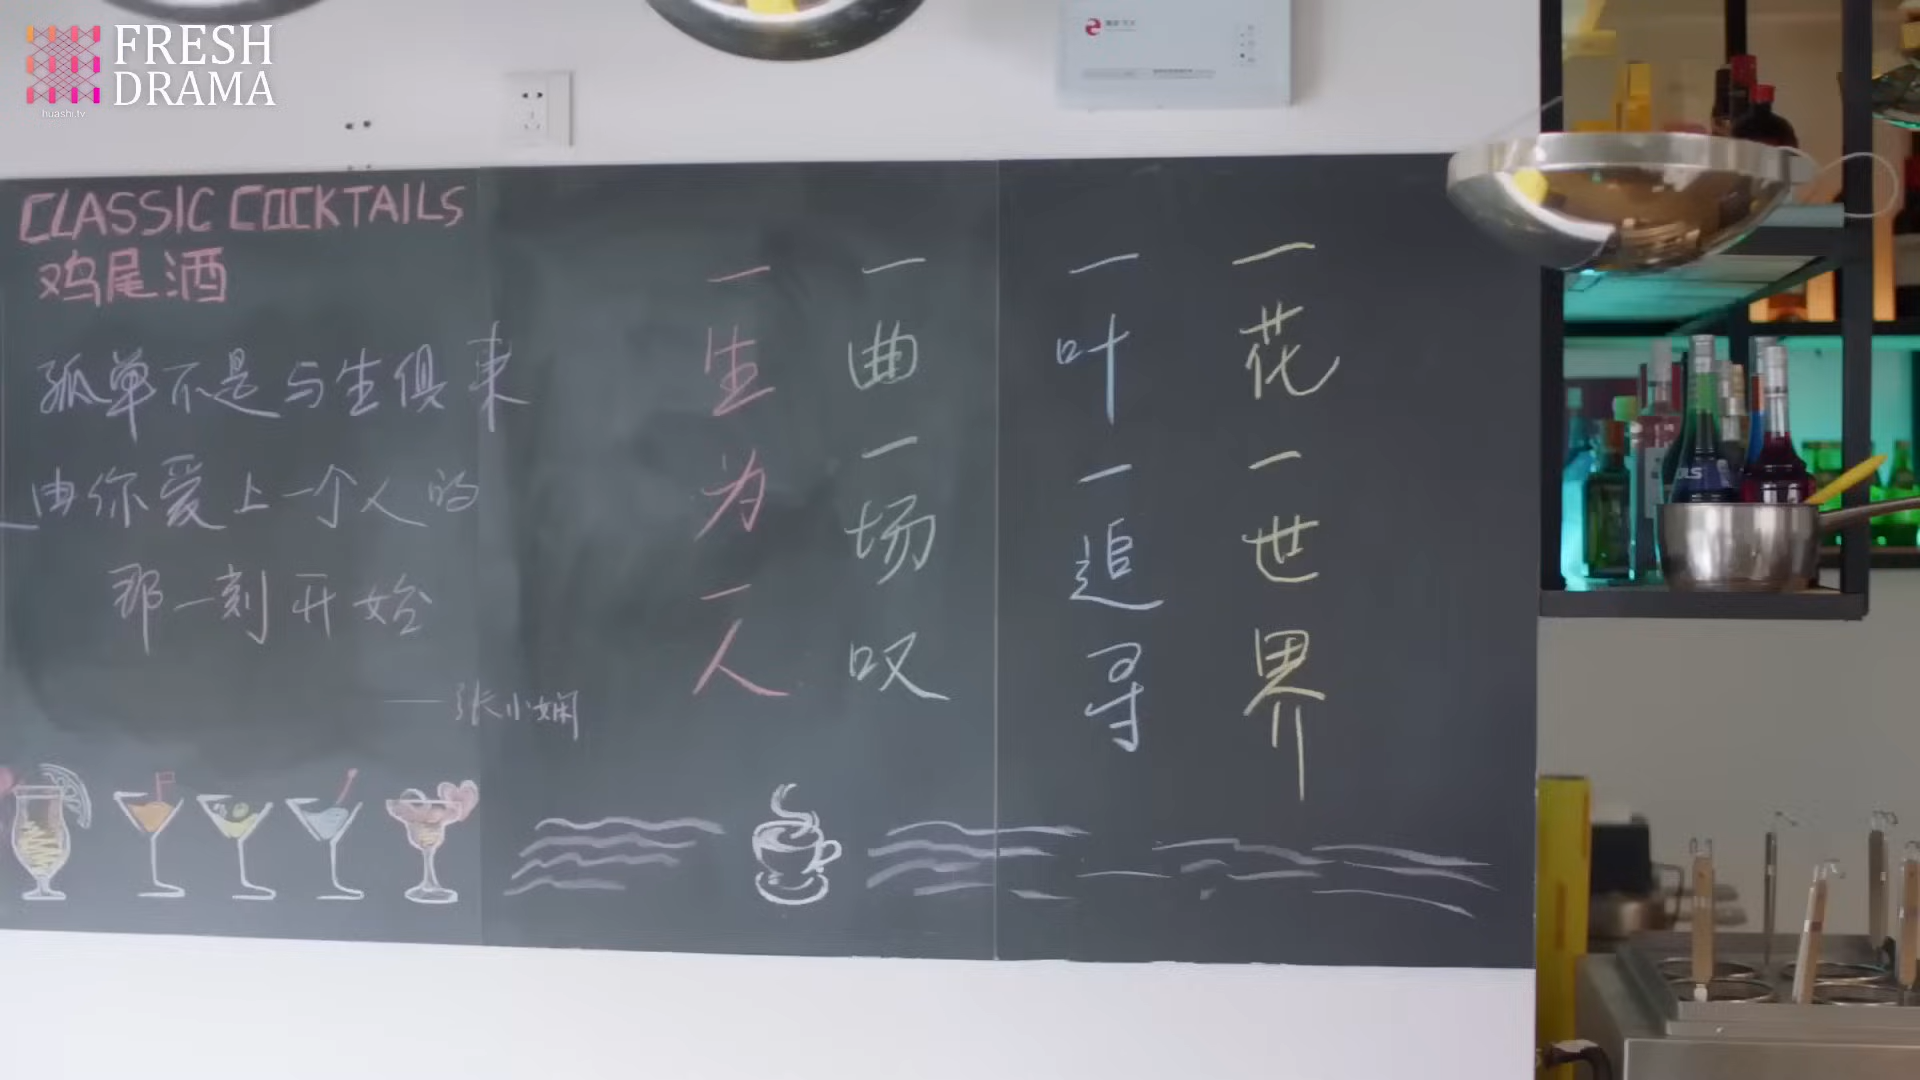 FRESH
DRAMA
huashi.tv
CLASSIC COCKTAILS
鸡尾酒
孤单不是与生俱来
由你爱上一个人的
那一刻开始
——张小娴
一花一世界
一叶一追寻
一曲一场叹
一生为一人